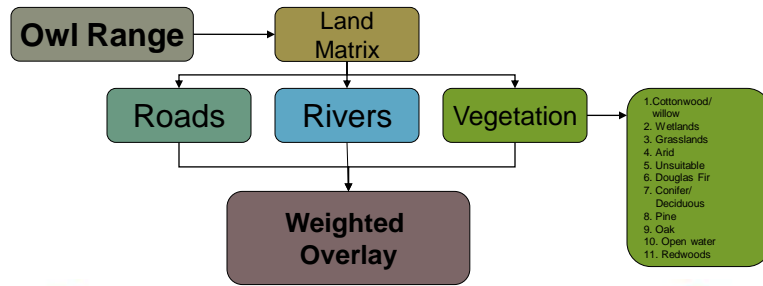 Owl Range
Land
Matrix
Roads
Rivers
Vegetation
1.Cottonwood/
willow
2. Wetlands
3. Grasslands
4. Arid
5. Unsuitable
6. Douglas Fir
7. Conifer/
Deciduous
8. Pine
9. Oak
10. Open water
11. Redwoods
Weighted
Overlay